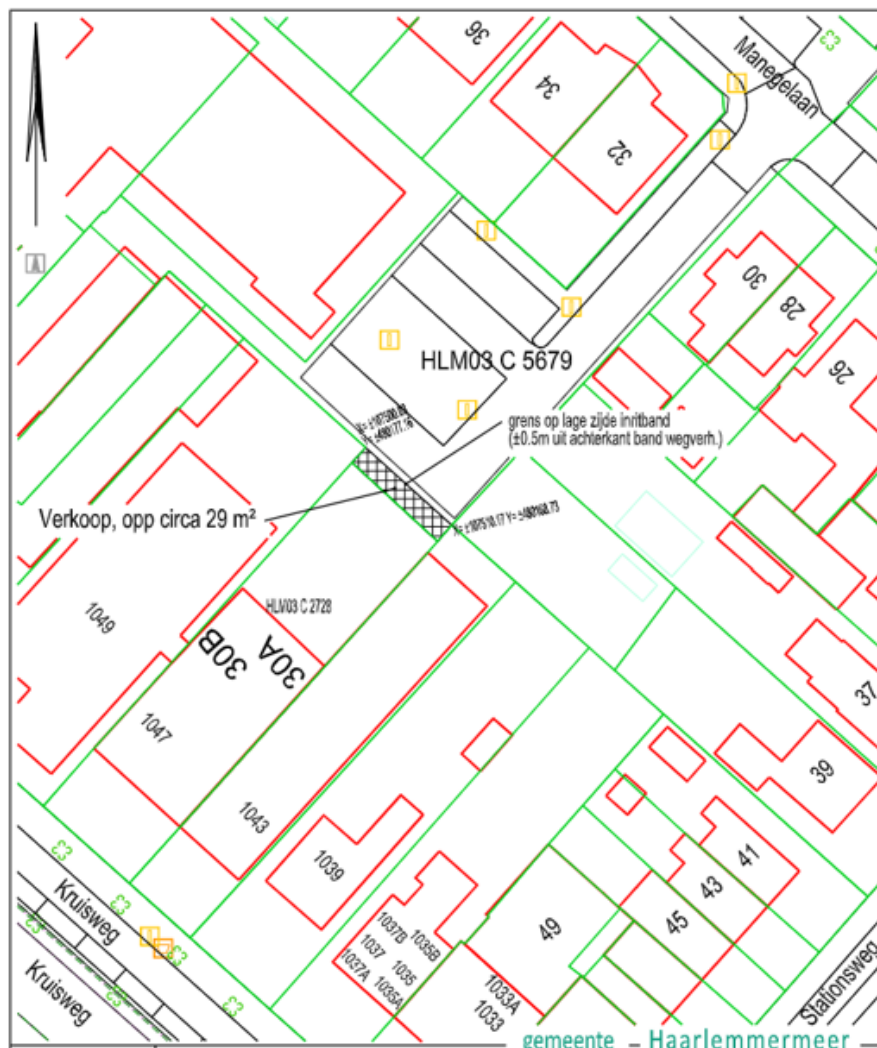 36
Manegelaan
34
32
30
28
26
HLM03 C 5679
grens op lage zijde inritband
(±0.5m uit achterkant band wegverh.)
Verkoop, opp circa 29 m²
HLM03 C 2728
1049
30B
30A
1047
1043
1039
37
39
41
43
45
49
1037B
1035B
1037
1035
1037A
1035A
1033A
1033
Kruisweg
Kruisweg
Stationsweg
gemeente – Haarlemmermeer